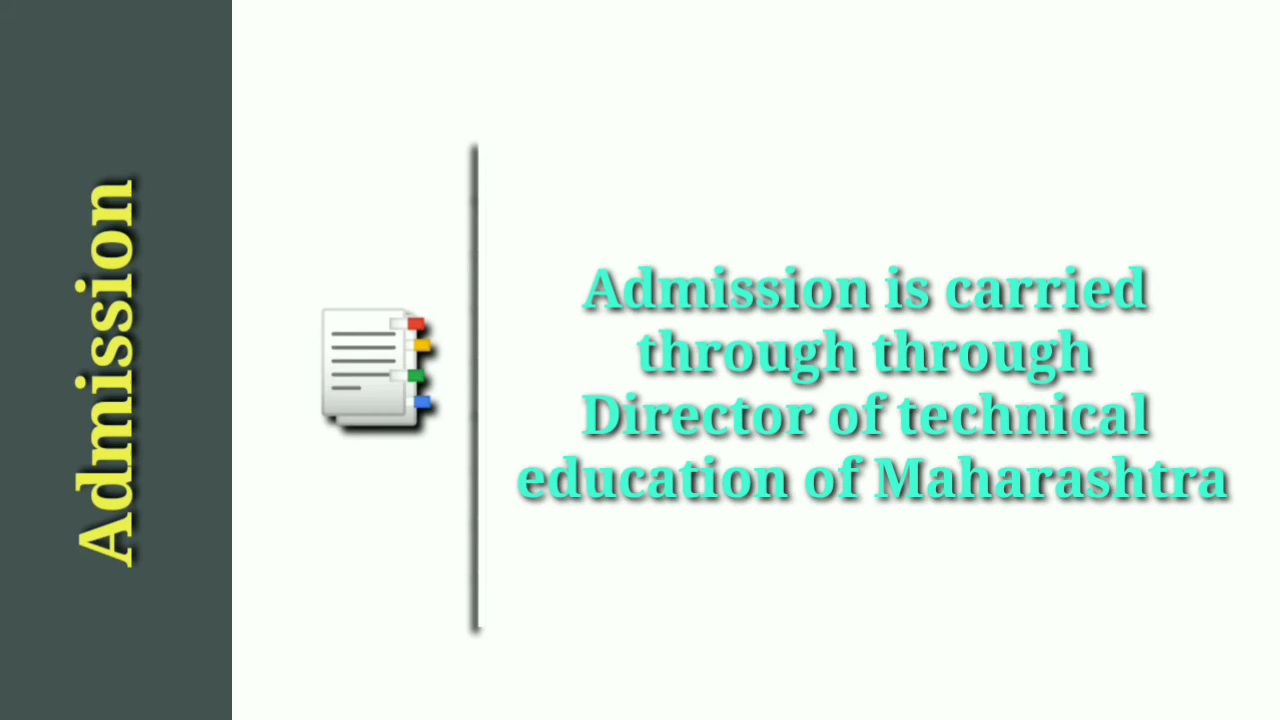 Admission
Admission is carried
through through
Director of technical
education of Maharashtra